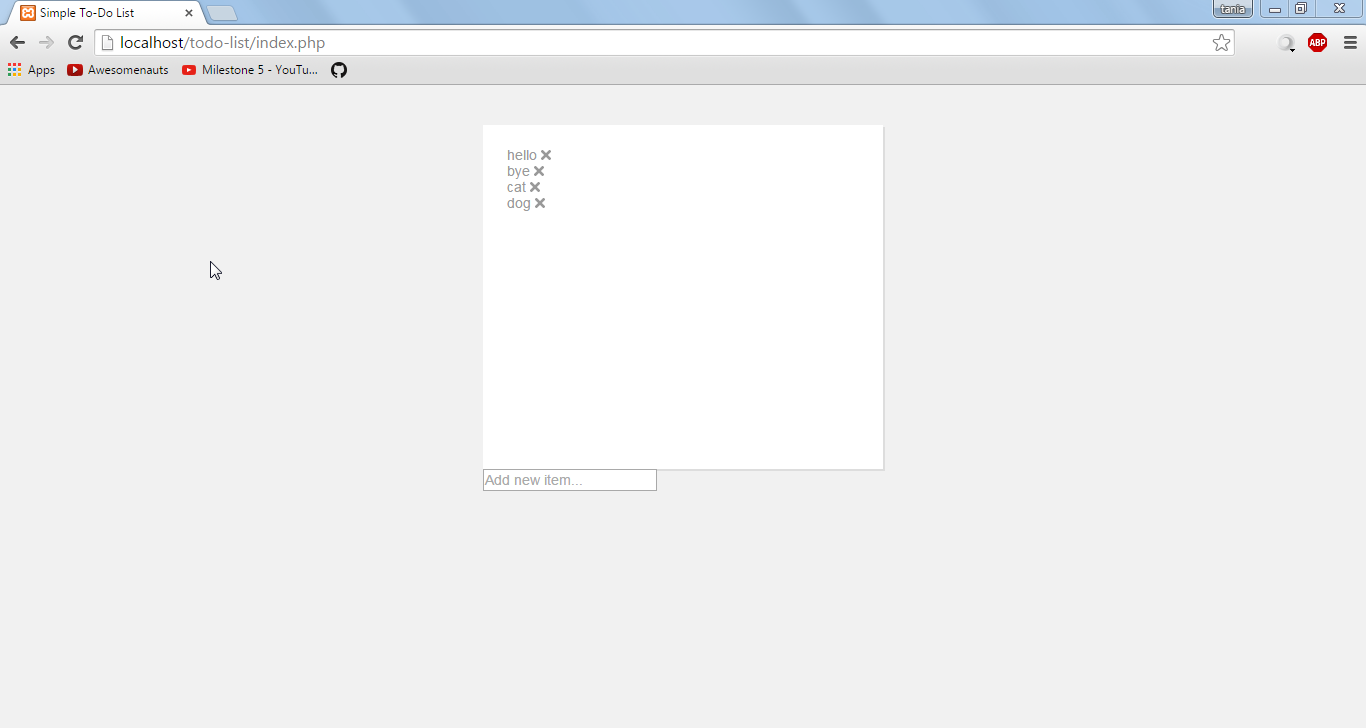 Simple To-Do List
tania
localhost/todo-list/index.php
ABP
Apps Awesomenauts Milestone 5 - YouTu...
hello
bye
cat
dog
Add new item...